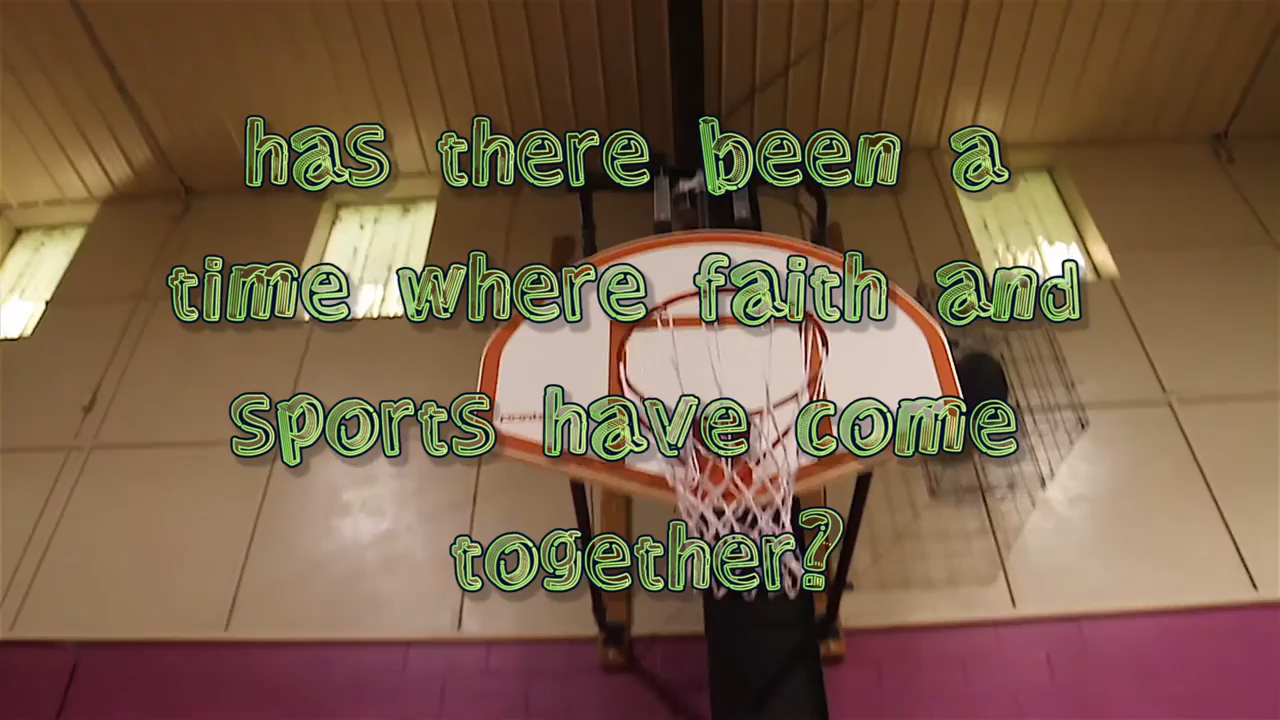 has there been a
time where faith and
sports have come
together?